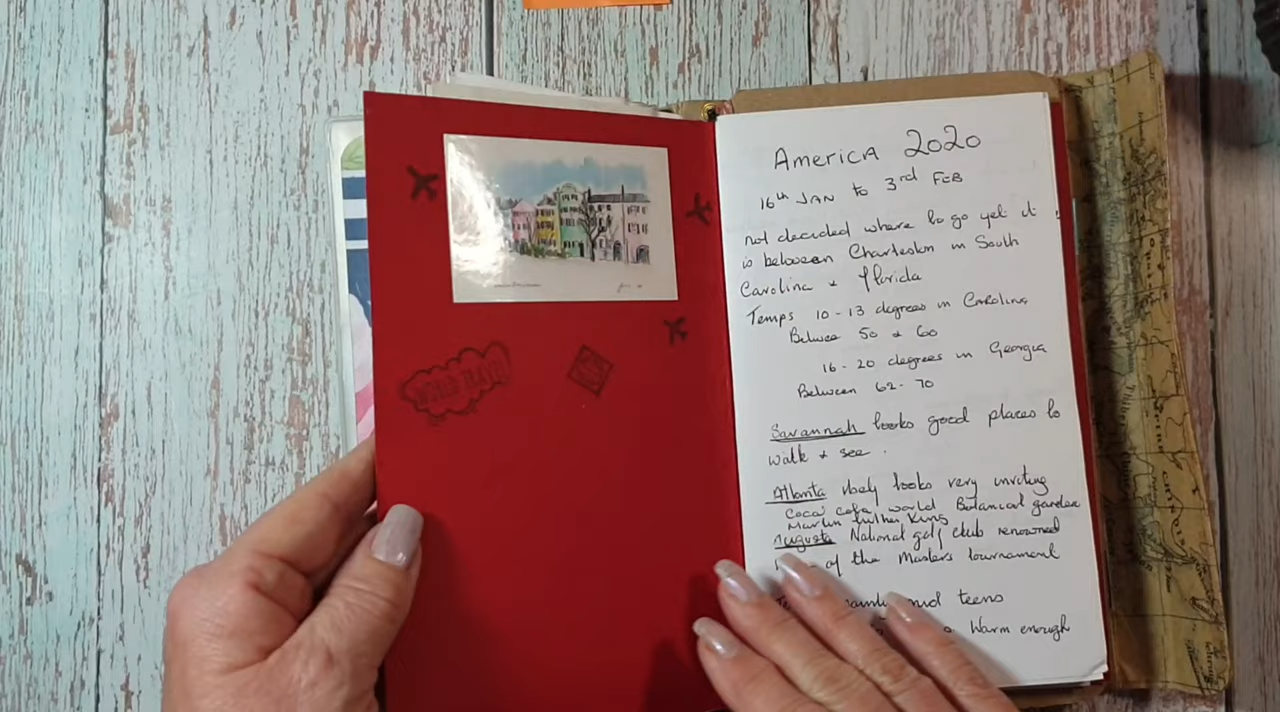 America 2020
16th JAN to 3rd FEB
not decided where to go yet it
is between Charleston in South
Carolina & Florida
Temps 10 - 13 degrees in Carolina
Betwee 50 & 60
16 - 20 degrees in Georgia
Between 62 - 70
Savannah looks good places to
walk & see .
Atlanta looks very inviting
Coca cola world Botanical garden
Martin Luther King
Augusta National golf club renowned
of the Masters tournament
mid teens
Warm enough